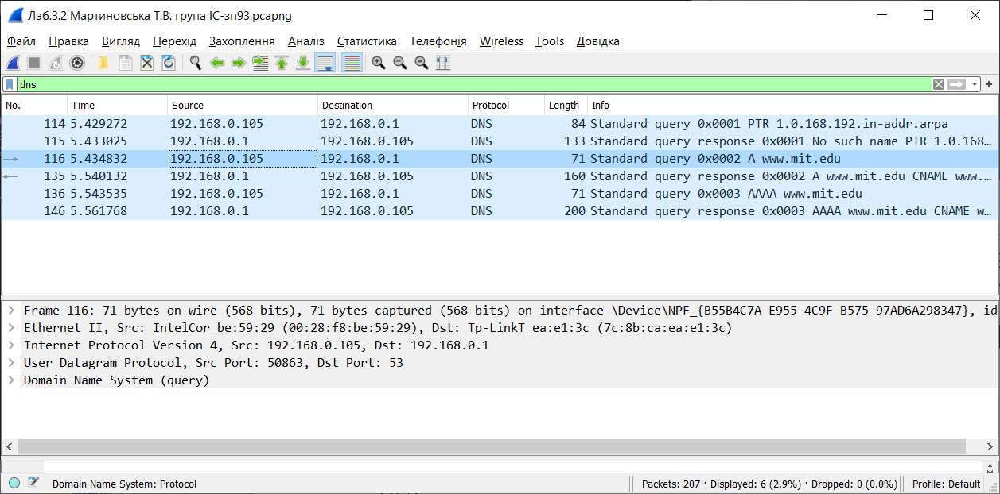 Лаб.3.2 Мартиновська Т.В. група ІС-зп93.pcapng
Файл Правка Вигляд Перехід Захоплення Аналіз Статистика Телефонія Wireless Tools Довідка
dns
No. Time Source Destination Protocol Length Info
114 5.429272 192.168.0.105 192.168.0.1 DNS 84 Standard query 0x0001 PTR 1.0.168.192.in-addr.arpa
115 5.433025 192.168.0.1 192.168.0.105 DNS 133 Standard query response 0x0001 No such name PTR 1.0.168…
116 5.434832 192.168.0.105 192.168.0.1 DNS 71 Standard query 0x0002 A www.mit.edu
135 5.540132 192.168.0.1 192.168.0.105 DNS 160 Standard query response 0x0002 A www.mit.edu CNAME www.…
136 5.543535 192.168.0.105 192.168.0.1 DNS 71 Standard query 0x0003 AAAA www.mit.edu
146 5.561768 192.168.0.1 192.168.0.105 DNS 200 Standard query response 0x0003 AAAA www.mit.edu CNAME w…
Frame 116: 71 bytes on wire (568 bits), 71 bytes captured (568 bits) on interface \Device\NPF_{B55B4C7A-E955-4C9F-B575-97AD6A298347}, id
Ethernet II, Src: IntelCor_be:59:29 (00:28:f8:be:59:29), Dst: Tp-LinkT_ea:e1:3c (7c:8b:ca:ea:e1:3c)
Internet Protocol Version 4, Src: 192.168.0.105, Dst: 192.168.0.1
User Datagram Protocol, Src Port: 50863, Dst Port: 53
Domain Name System (query)
Domain Name System: Protocol Packets: 207 · Displayed: 6 (2.9%) · Dropped: 0 (0.0%) Profile: Default